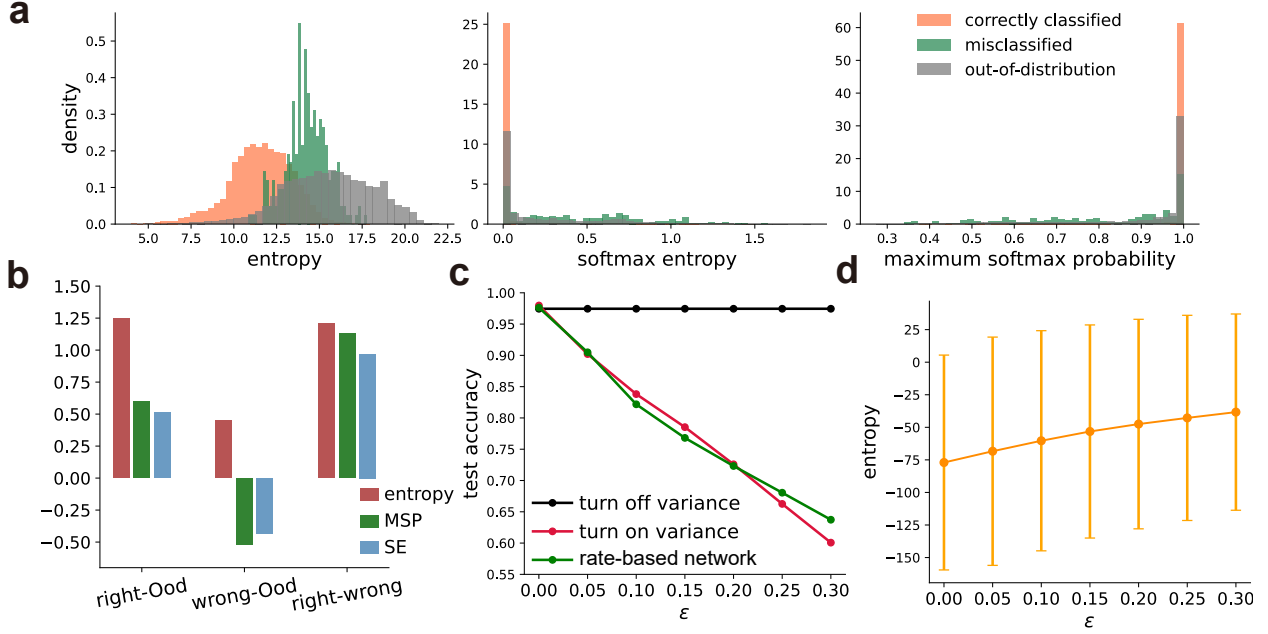 a
0.5
0.4
0.3
0.2
0.1
0.0
density
5.0 7.5 10.0 12.5 15.0 17.5 20.0 22.5
entropy
25
20
15
10
5
0
0.0 0.5 1.0 1.5
softmax entropy
60
50
40
30
20
10
0
0.3 0.4 0.5 0.6 0.7 0.8 0.9 1.0
maximum softmax probability
correctly classified
misclassified
out-of-distribution
b
1.50
1.25
1.00
0.75
0.50
0.25
0.00
−0.25
−0.50
right-Ood wrong-Ood right-wrong
entropy
MSP
SE
c
1.00
0.95
0.90
0.85
0.80
0.75
0.70
0.65
0.60
0.55
test accuracy
turn off variance
turn on variance
rate-based network
0.00 0.05 0.10 0.15 0.20 0.25 0.30
ε
d
25
0
−25
−50
−75
−100
−125
−150
entropy
0.00 0.05 0.10 0.15 0.20 0.25 0.30
ε